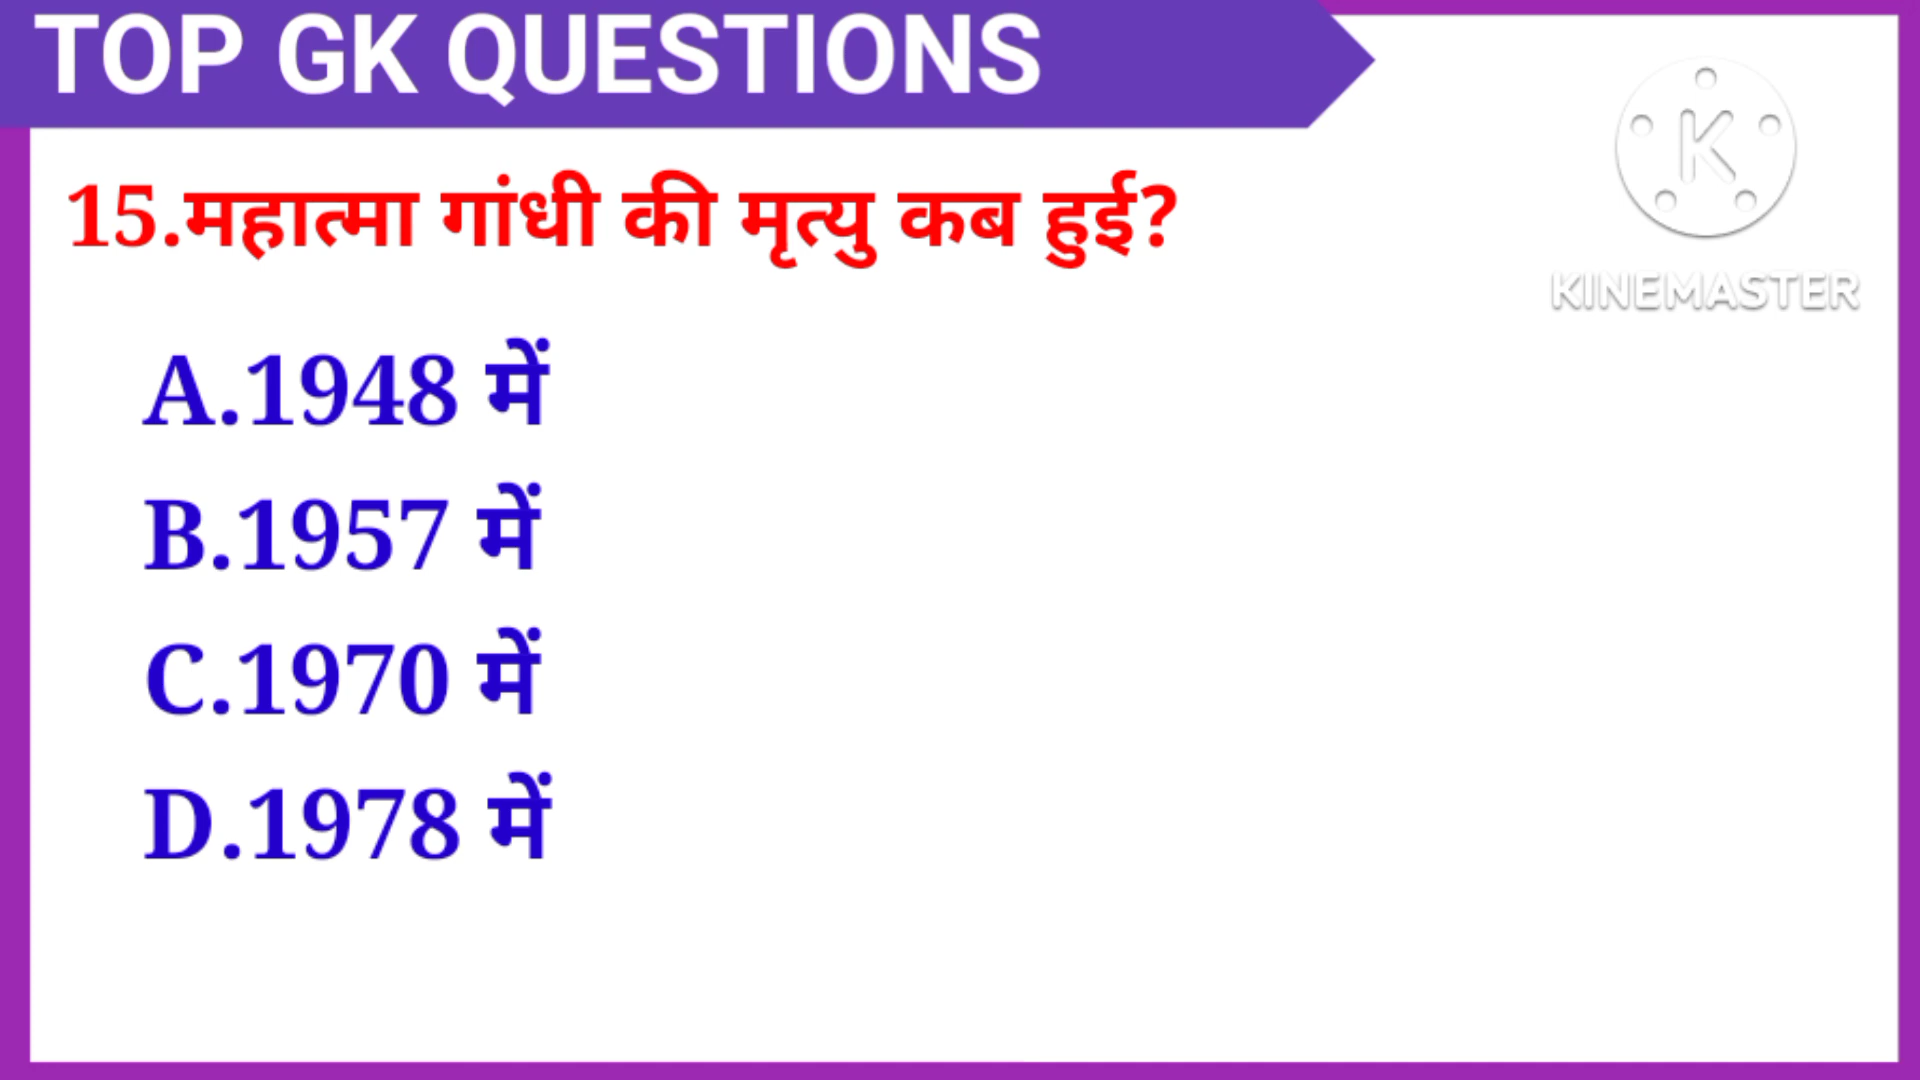 TOP GK QUESTIONS
K
KINEMASTER
15.महात्मा गांधी की मृत्यु कब हुई?
A.1948 में
B.1957 में
C.1970 में
D.1978 में